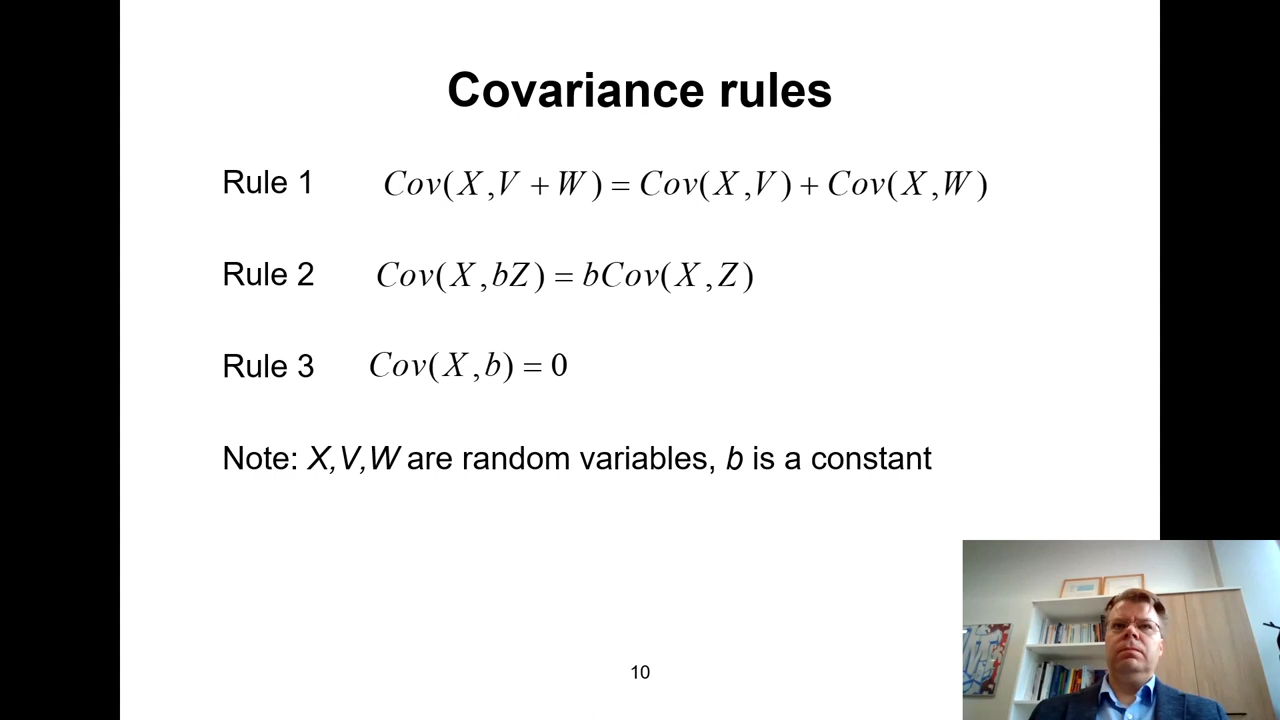 Covariance rules
Rule 1 Cov(X,V+W)=Cov(X,V)+Cov(X,W)
Rule 2 Cov(X,bZ)=bCov(X,Z)
Rule 3 Cov(X,b)=0
Note: X,V,W are random variables, b is a constant
10